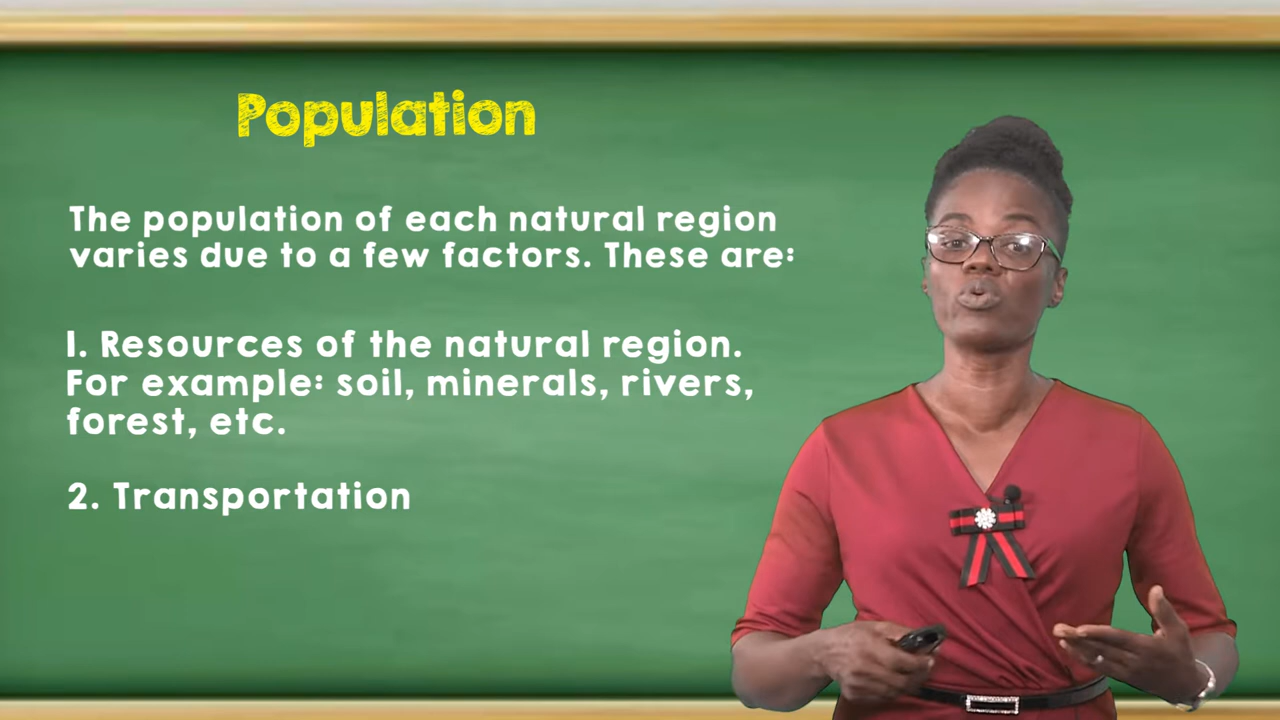 Population
The population of each natural region
varies due to a few factors. These are:
1. Resources of the natural region.
For example: soil, minerals, rivers,
forest, etc.
2. Transportation